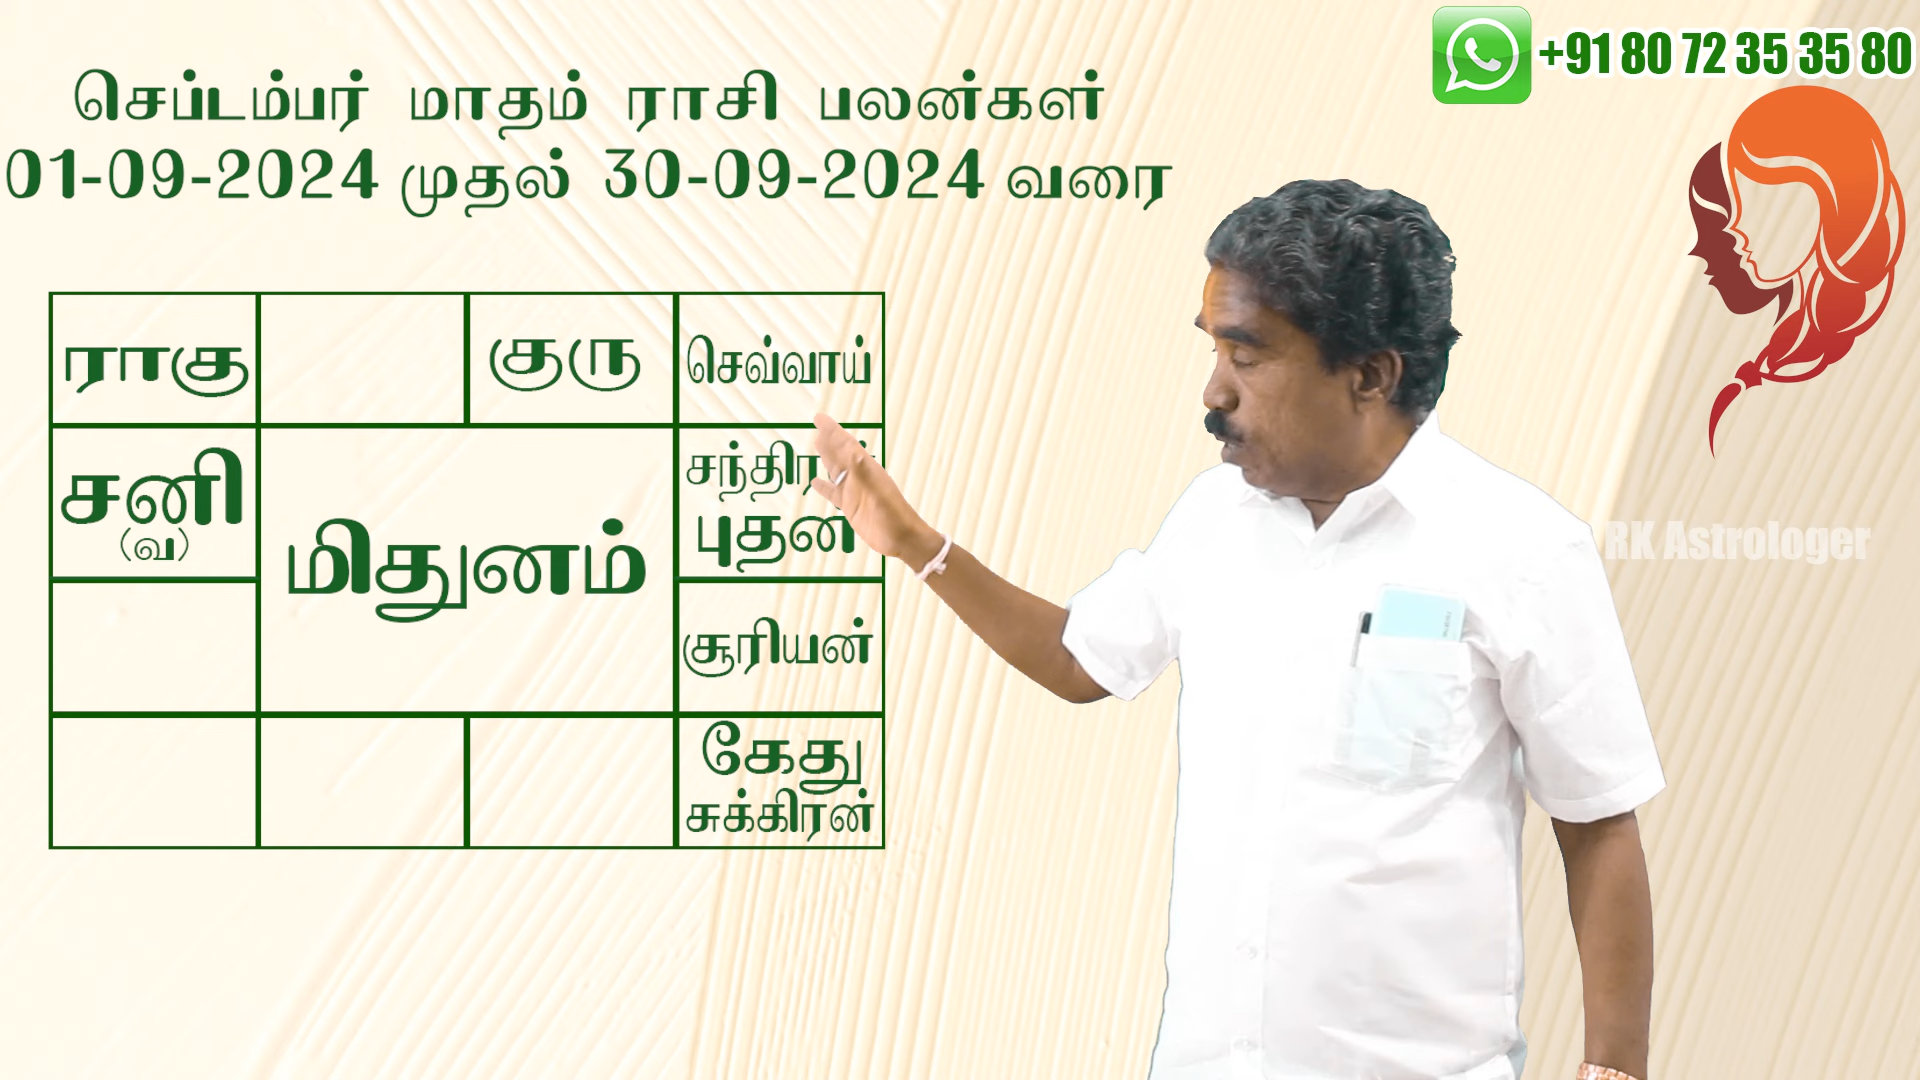 +91 80 72 35 35 80
செப்டம்பர் மாதம் ராசி பலன்கள்
01-09-2024 முதல் 30-09-2024 வரை
ராகு
குரு
செவ்வாய்
சனி
(வ)
மிதுனம்
புதன்
சூரியன்
கேது
சுக்கிரன்
RK Astrologer